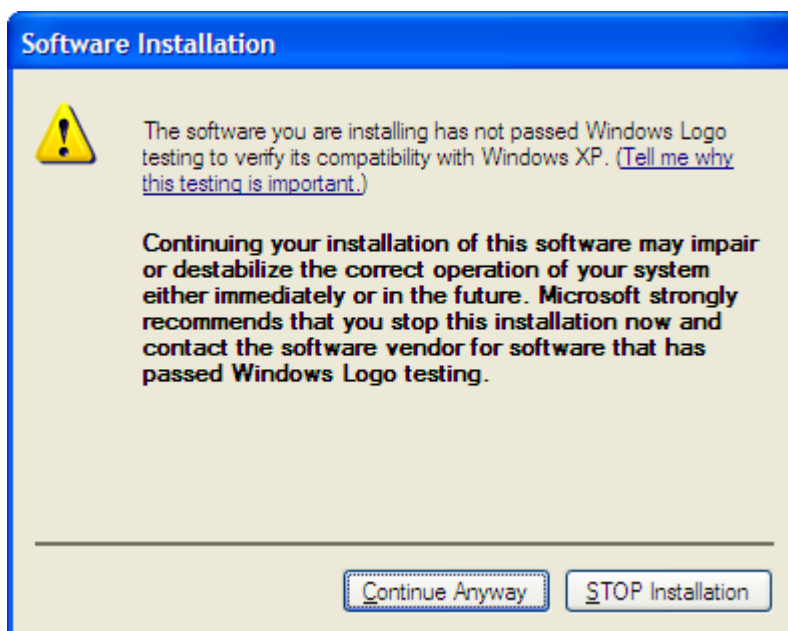 Software Installation
The software you are installing has not passed Windows Logo
testing to verify its compatibility with Windows XP. (Tell me why
this testing is important.)
Continuing your installation of this software may impair
or destabilize the correct operation of your system
either immediately or in the future. Microsoft strongly
recommends that you stop this installation now and
contact the software vendor for software that has
passed Windows Logo testing.
Continue Anyway
STOP Installation